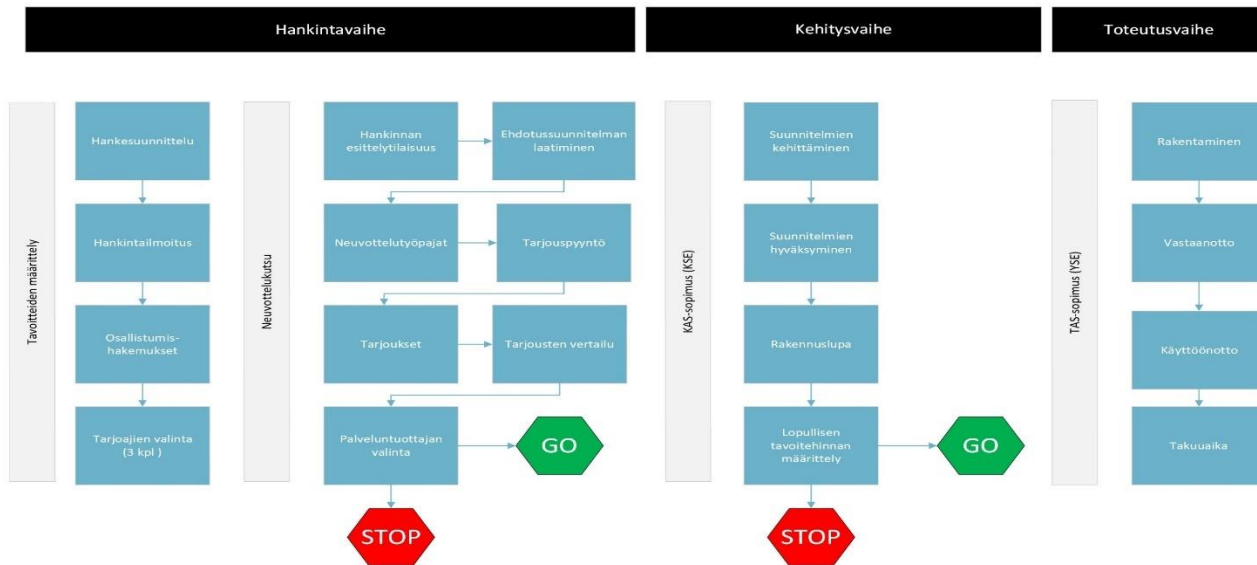 Hankintavaihe
Kehitysvaihe
Toteutusvaihe
Tavoitteiden määrittely
Hankesuunnittelu
Hankintailmoitus
Osallistumis-
hakemukset
Tarjoajien valinta
(3 kpl )
Neuvottelukutsu
Hankinnan
esittelytilaisuus
Ehdotussuunnitelman
laatiminen
Neuvottelutyöpajat
Tarjouspyyntö
Tarjoukset
Tarjousten vertailu
Palveluntuottajan
valinta
GO
STOP
KAS-sopimus (KSE)
Suunnitelmien
kehittäminen
Suunnitelmien
hyväksyminen
Rakennuslupa
Lopullisen
tavoitehinnan
määrittely
GO
STOP
TAS-sopimus (YSE)
Rakentaminen
Vastaanotto
Käyttöönotto
Takuuaika